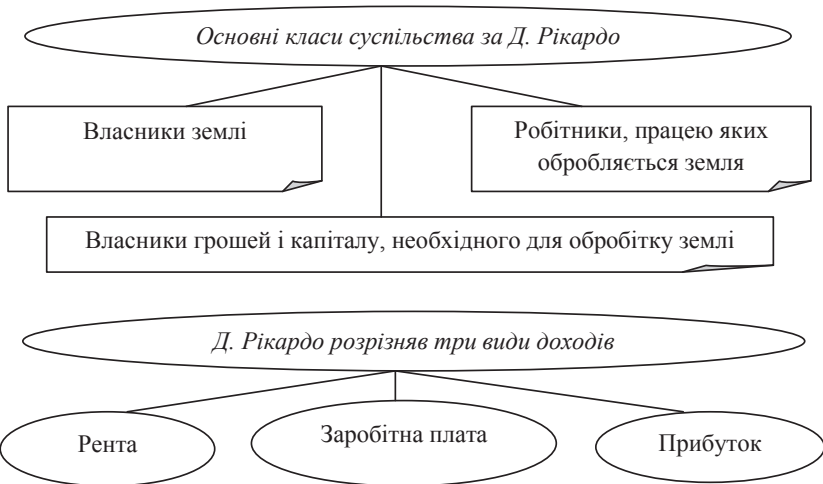 Основні класи суспільства за Д. Рікардо
Власники землі
Робітники, працею яких
обробляється земля
Власники грошей і капіталу, необхідного для обробітку землі
Д. Рікардо розрізняв три види доходів
Рента
Заробітна плата
Прибуток